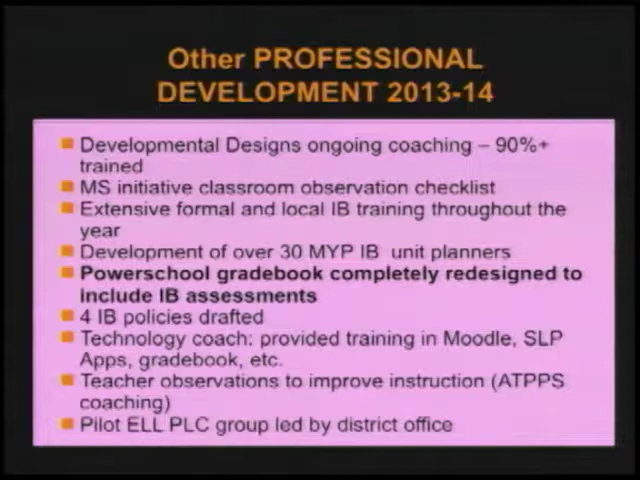 Other PROFESSIONAL
DEVELOPMENT 2013-14
Developmental Designs ongoing coaching – 90%+
trained
MS initiative classroom observation checklist
Extensive formal and local IB training throughout the
year
Development of over 30 MYP IB unit planners
Powerschool gradebook completely redesigned to
include IB assessments
4 IB policies drafted
Technology coach: provided training in Moodle, SLP
Apps, gradebook, etc.
Teacher observations to improve instruction (ATPPS
coaching)
Pilot ELL PLC group led by district office